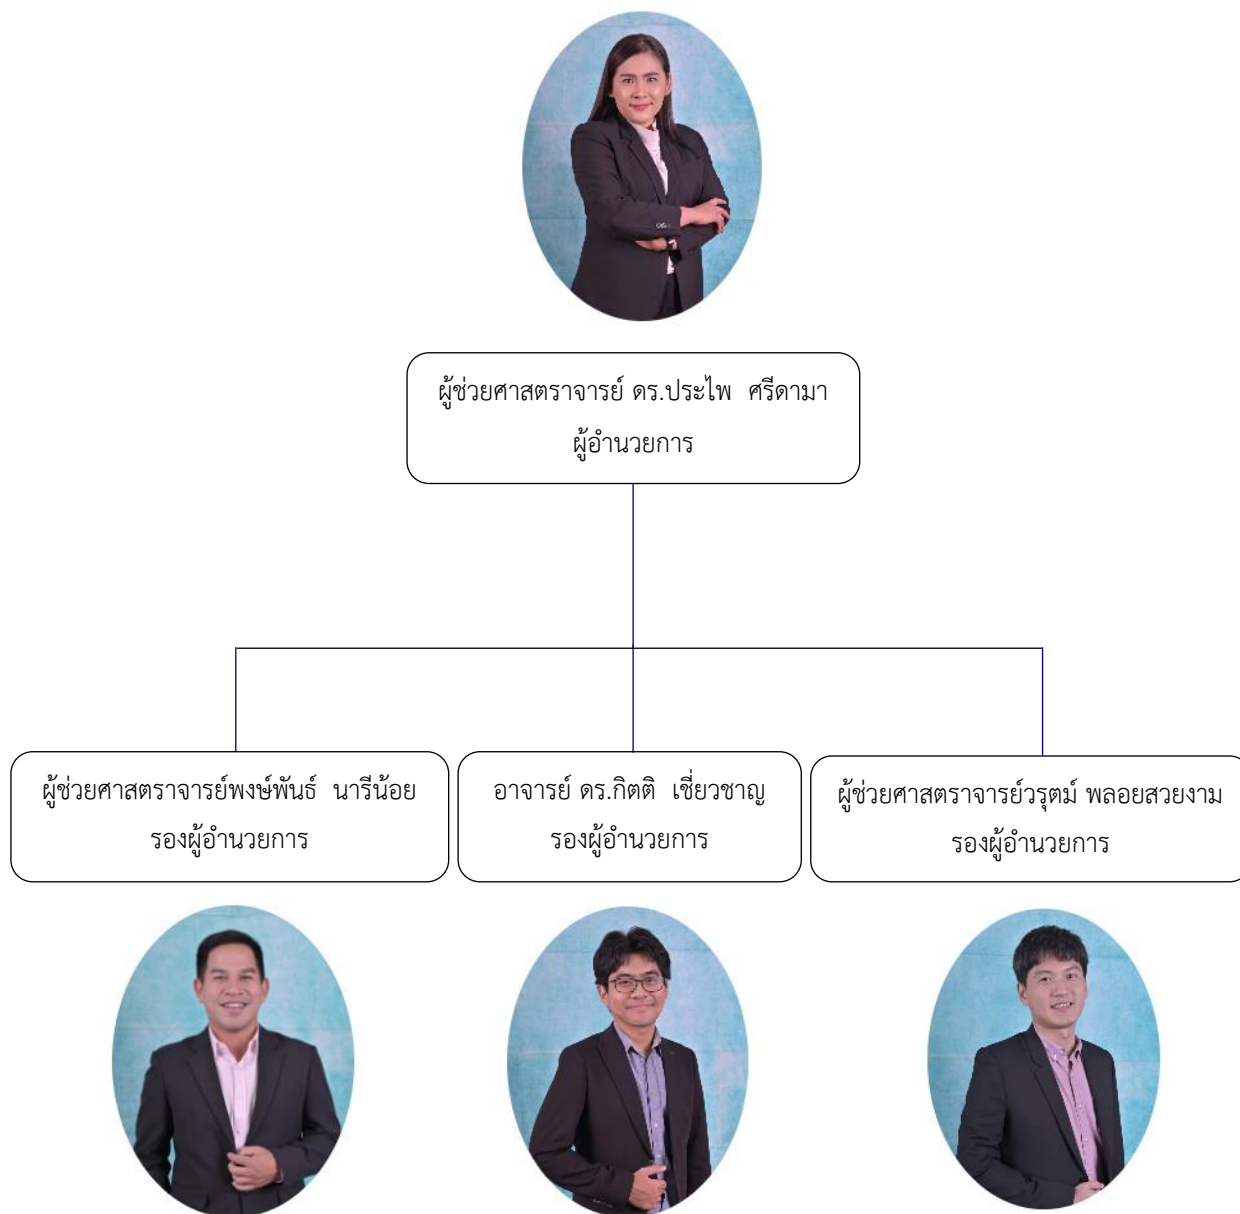 ผู้ช่วยศาสตราจารย์ ดร.ประไพ  ศรีดามา
ผู้อำนวยการ
ผู้ช่วยศาสตราจารย์พงษ์พันธ์  นารีน้อย
รองผู้อำนวยการ
อาจารย์ ดร.กิตติ  เชี่ยวชาญ
รองผู้อำนวยการ
ผู้ช่วยศาสตราจารย์วรุตม์ พลอยสวยงาม
รองผู้อำนวยการ